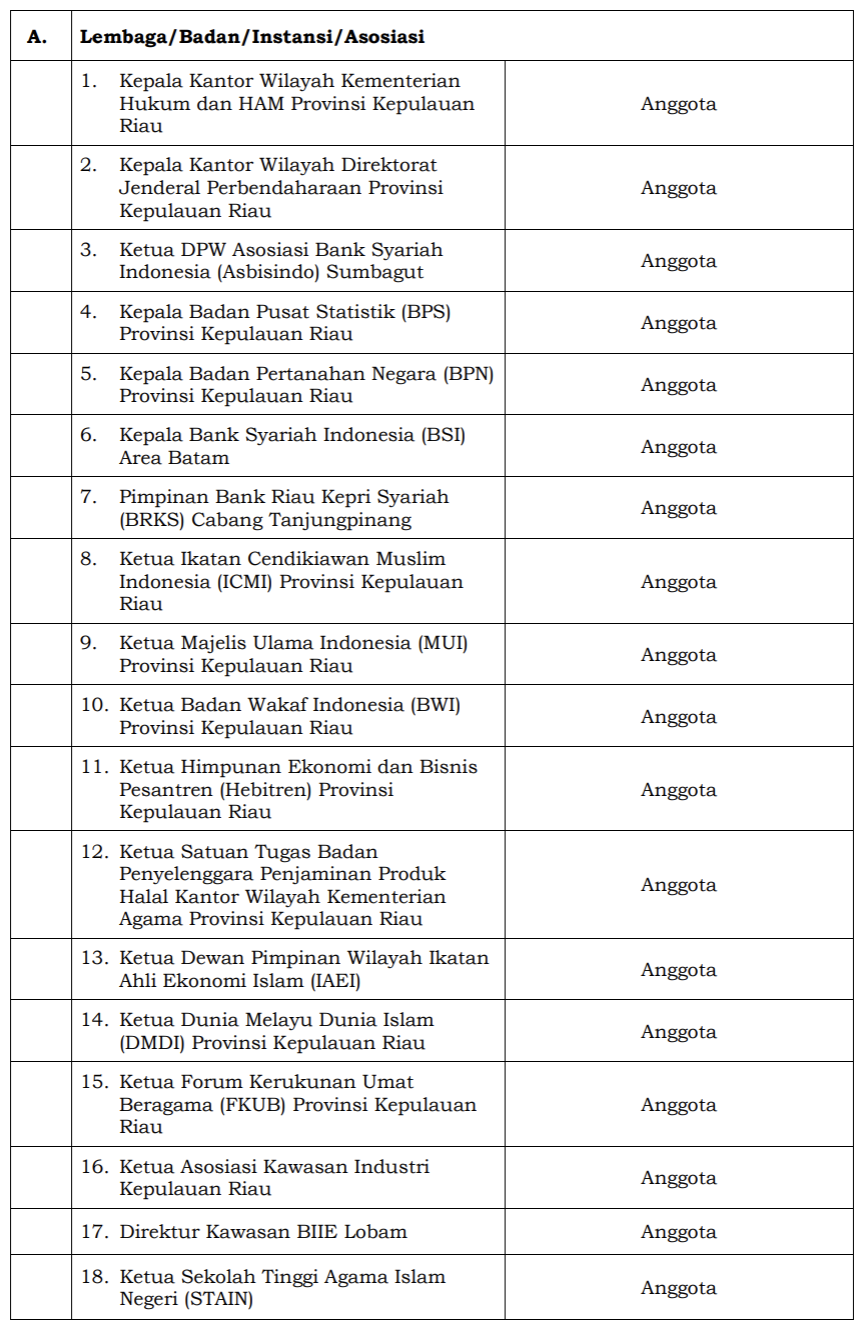 A. Lembaga/Badan/Instansi/Asosiasi
1. Kepala Kantor Wilayah Kementerian
Hukum dan HAM Provinsi Kepulauan
Riau
Anggota
2. Kepala Kantor Wilayah Direktorat
Jenderal Perbendaharaan Provinsi
Kepulauan Riau
Anggota
3. Ketua DPW Asosiasi Bank Syariah
Indonesia (Asbisindo) Sumbagut
Anggota
4. Kepala Badan Pusat Statistik (BPS)
Provinsi Kepulauan Riau
Anggota
5. Kepala Badan Pertanahan Negara (BPN)
Provinsi Kepulauan Riau
Anggota
6. Kepala Bank Syariah Indonesia (BSI)
Area Batam
Anggota
7. Pimpinan Bank Riau Kepri Syariah
(BRKS) Cabang Tanjungpinang
Anggota
8. Ketua Ikatan Cendikiawan Muslim
Indonesia (ICMI) Provinsi Kepulauan
Riau
Anggota
9. Ketua Majelis Ulama Indonesia (MUI)
Provinsi Kepulauan Riau
Anggota
10. Ketua Badan Wakaf Indonesia (BWI)
Provinsi Kepulauan Riau
Anggota
11. Ketua Himpunan Ekonomi dan Bisnis
Pesantren (Hebitren) Provinsi
Kepulauan Riau
Anggota
12. Ketua Satuan Tugas Badan
Penyelenggara Penjaminan Produk
Halal Kantor Wilayah Kementerian
Agama Provinsi Kepulauan Riau
Anggota
13. Ketua Dewan Pimpinan Wilayah Ikatan
Ahli Ekonomi Islam (IAEI)
Anggota
14. Ketua Dunia Melayu Dunia Islam
(DMDI) Provinsi Kepulauan Riau
Anggota
15. Ketua Forum Kerukunan Umat
Beragama (FKUB) Provinsi Kepulauan
Riau
Anggota
16. Ketua Asosiasi Kawasan Industri
Kepulauan Riau
Anggota
17. Direktur Kawasan BIIE Lobam
Anggota
18. Ketua Sekolah Tinggi Agama Islam
Negeri (STAIN)
Anggota